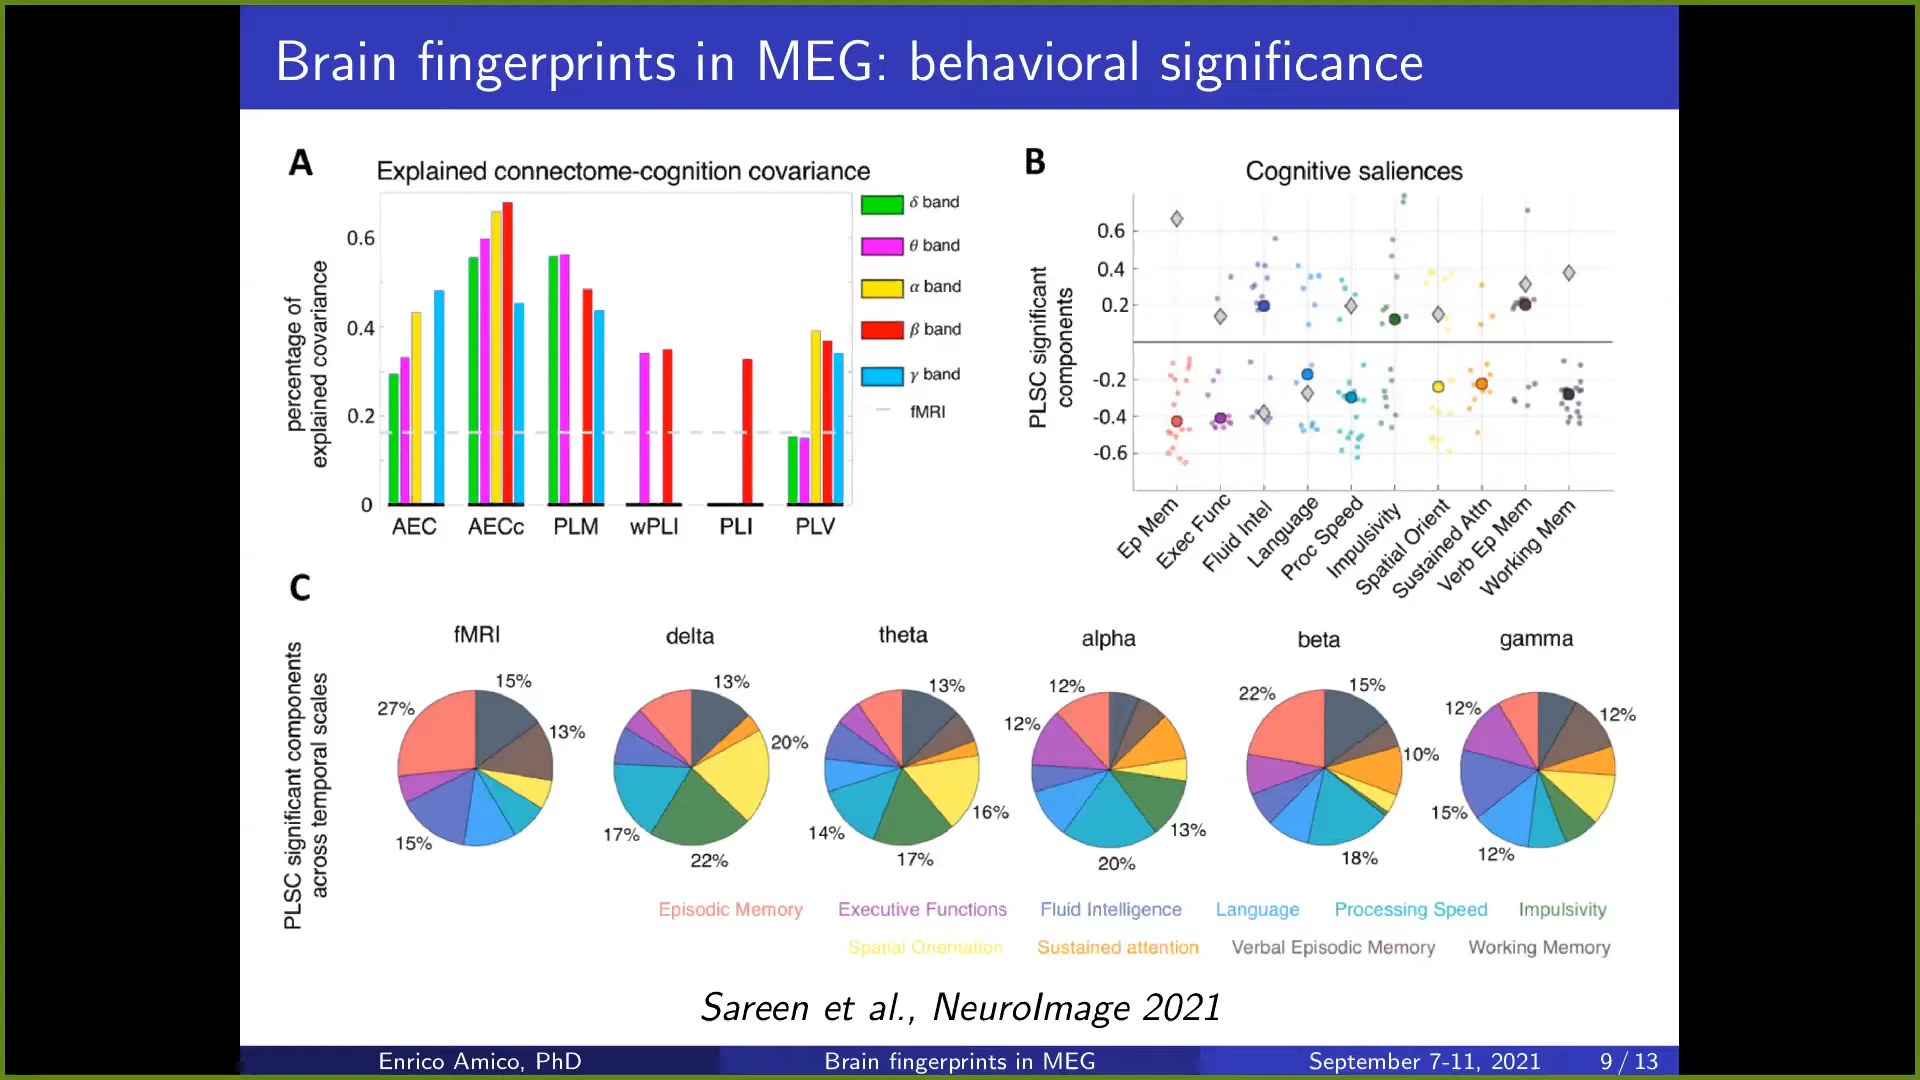 Brain fingerprints in MEG: behavioral significance
A
Explained connectome-cognition covariance
percentage of
explained covariance
0.6
0.4
0.2
0
AEC AECc PLM wPLI PLI PLV
δ band
θ band
α band
β band
γ band
fMRI
B
Cognitive saliences
PLSC significant
components
0.6
0.4
0.2
-0.2
-0.4
-0.6
Ep Mem
Exec Func
Fluid Intel
Language
Proc Speed
Impulsivity
Spatial Orient
Sustained Attn
Verb Ep Mem
Working Mem
C
PLSC significant components
across temporal scales
fMRI
27%
15%
13%
15%
delta
13%
20%
17%
22%
theta
13%
16%
14%
17%
alpha
12%
12%
13%
20%
beta
22%
15%
10%
18%
gamma
12%
12%
15%
12%
Episodic Memory Executive Functions Fluid Intelligence Language Processing Speed Impulsivity
Spatial Orientation Sustained attention Verbal Episodic Memory Working Memory
Sareen et al., NeuroImage 2021
Enrico Amico, PhD Brain fingerprints in MEG September 7-11, 2021 9 / 13